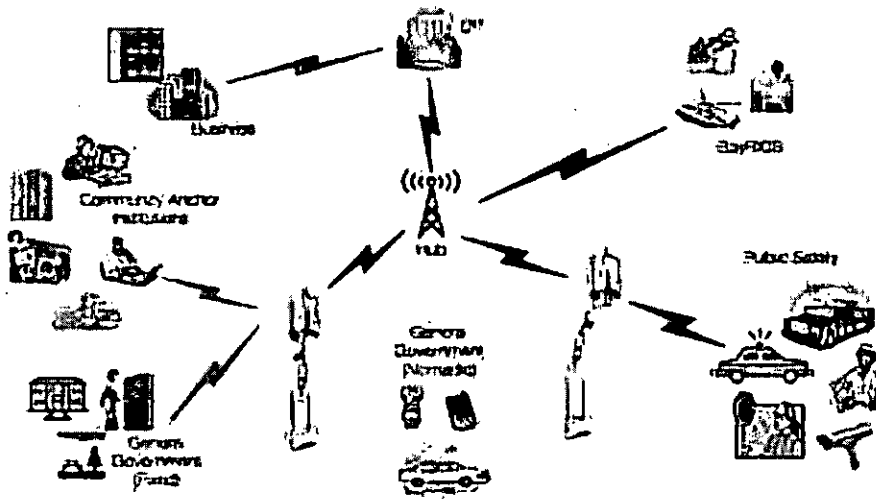 Business
Community Anchor
Institutions
Hub
Public Safety
General
Government
(Nomadic)
General
Government
(Fixed)